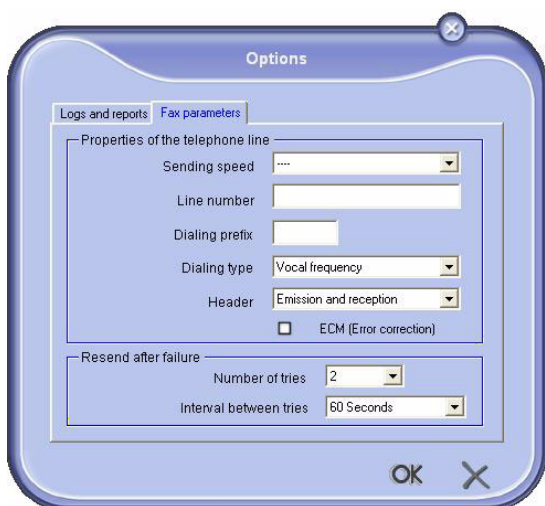 Options
Logs and reports Fax parameters
Properties of the telephone line
Sending speed ----
Line number
Dialing prefix
Dialing type Vocal frequency
Header Emission and reception
ECM (Error correction)
Resend after failure
Number of tries 2
Interval between tries 60 Seconds
OK